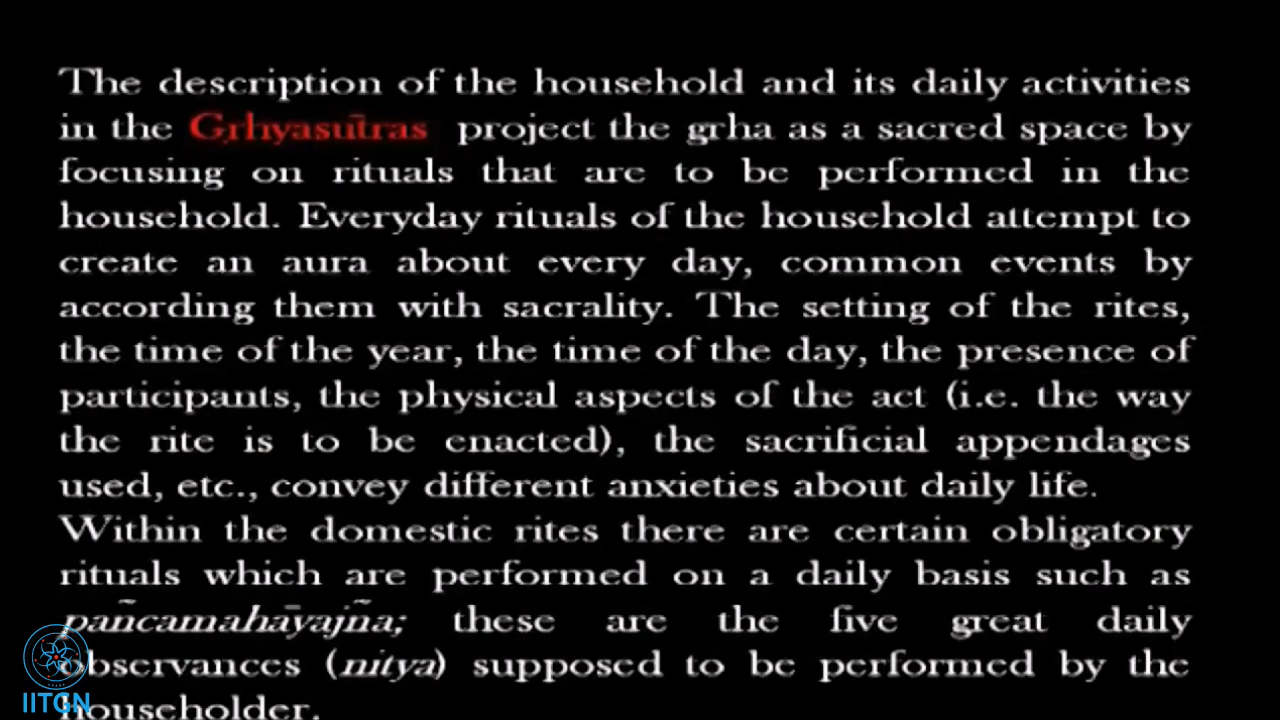 The description of the household and its daily activities
in the Gṛhyasūtras project the gṛha as a sacred space by
focusing on rituals that are to be performed in the
household. Everyday rituals of the household attempt to
create an aura about every day, common events by
according them with sacrality. The setting of the rites,
the time of the year, the time of the day, the presence of
participants, the physical aspects of the act (i.e. the way
the rite is to be enacted), the sacrificial appendages
used, etc., convey different anxieties about daily life.
Within the domestic rites there are certain obligatory
rituals which are performed on a daily basis such as
pañcamahāyajña; these are the five great daily
observances (nitya) supposed to be performed by the
householder.
IITGN